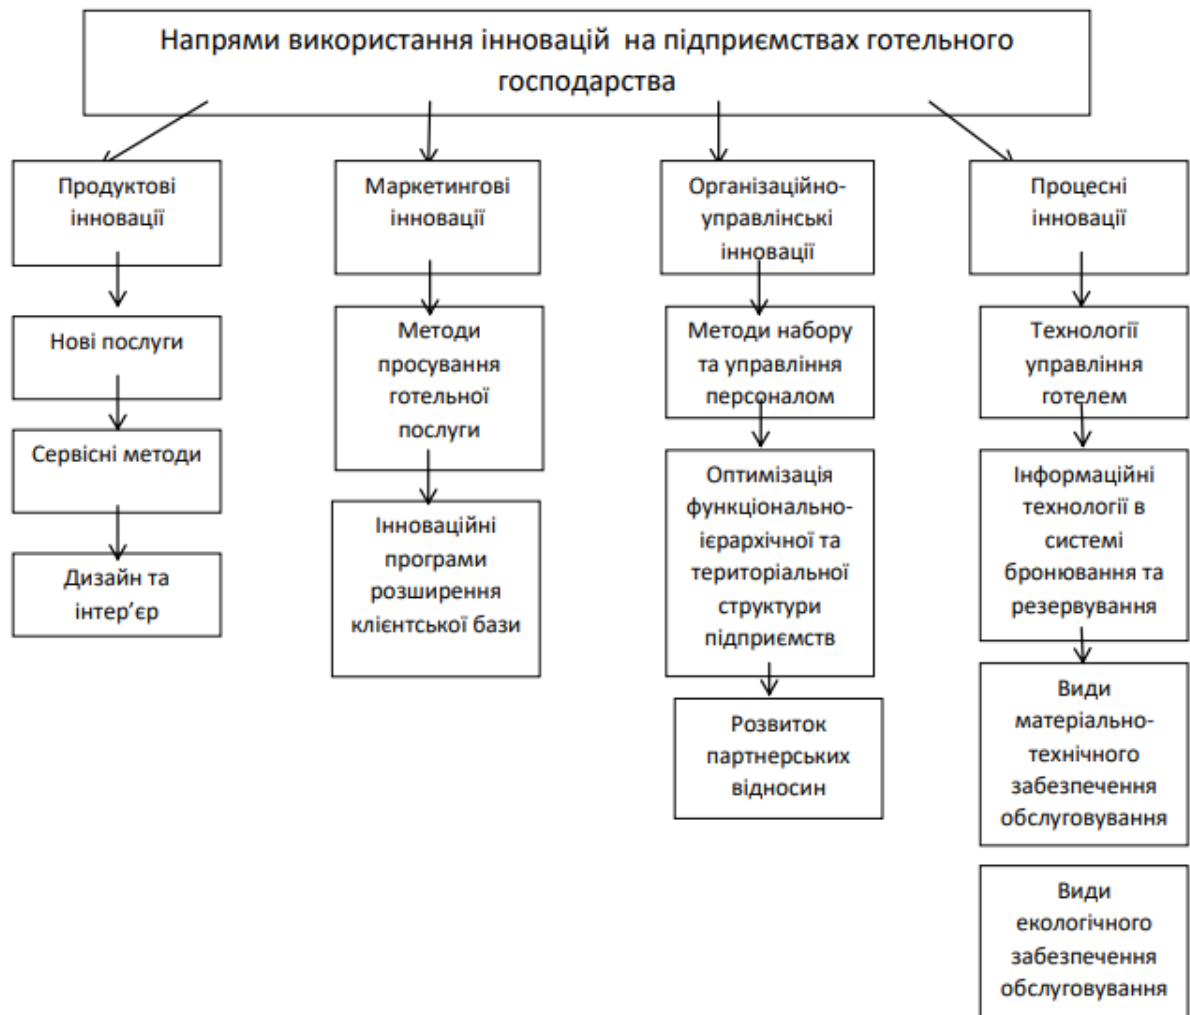 Напрями використання інновацій на підприємствах готельного
господарства
Продуктові
інновації
Нові послуги
Сервісні методи
Дизайн та
інтер’єр
Маркетингові
інновації
Методи
просування
готельної
послуги
Інноваційні
програми
розширення
клієнтської бази
Організаційно-
управлінські
інновації
Методи набору
та управління
персоналом
Оптимізація
функціонально-
ієрархічної та
територіальної
структури
підприємств
Розвиток
партнерських
відносин
Процесні
інновації
Технології
управління
готелем
Інформаційні
технології в
системі
бронювання та
резервування
Види
матеріально-
технічного
забезпечення
обслуговування
Види
екологічного
забезпечення
обслуговування